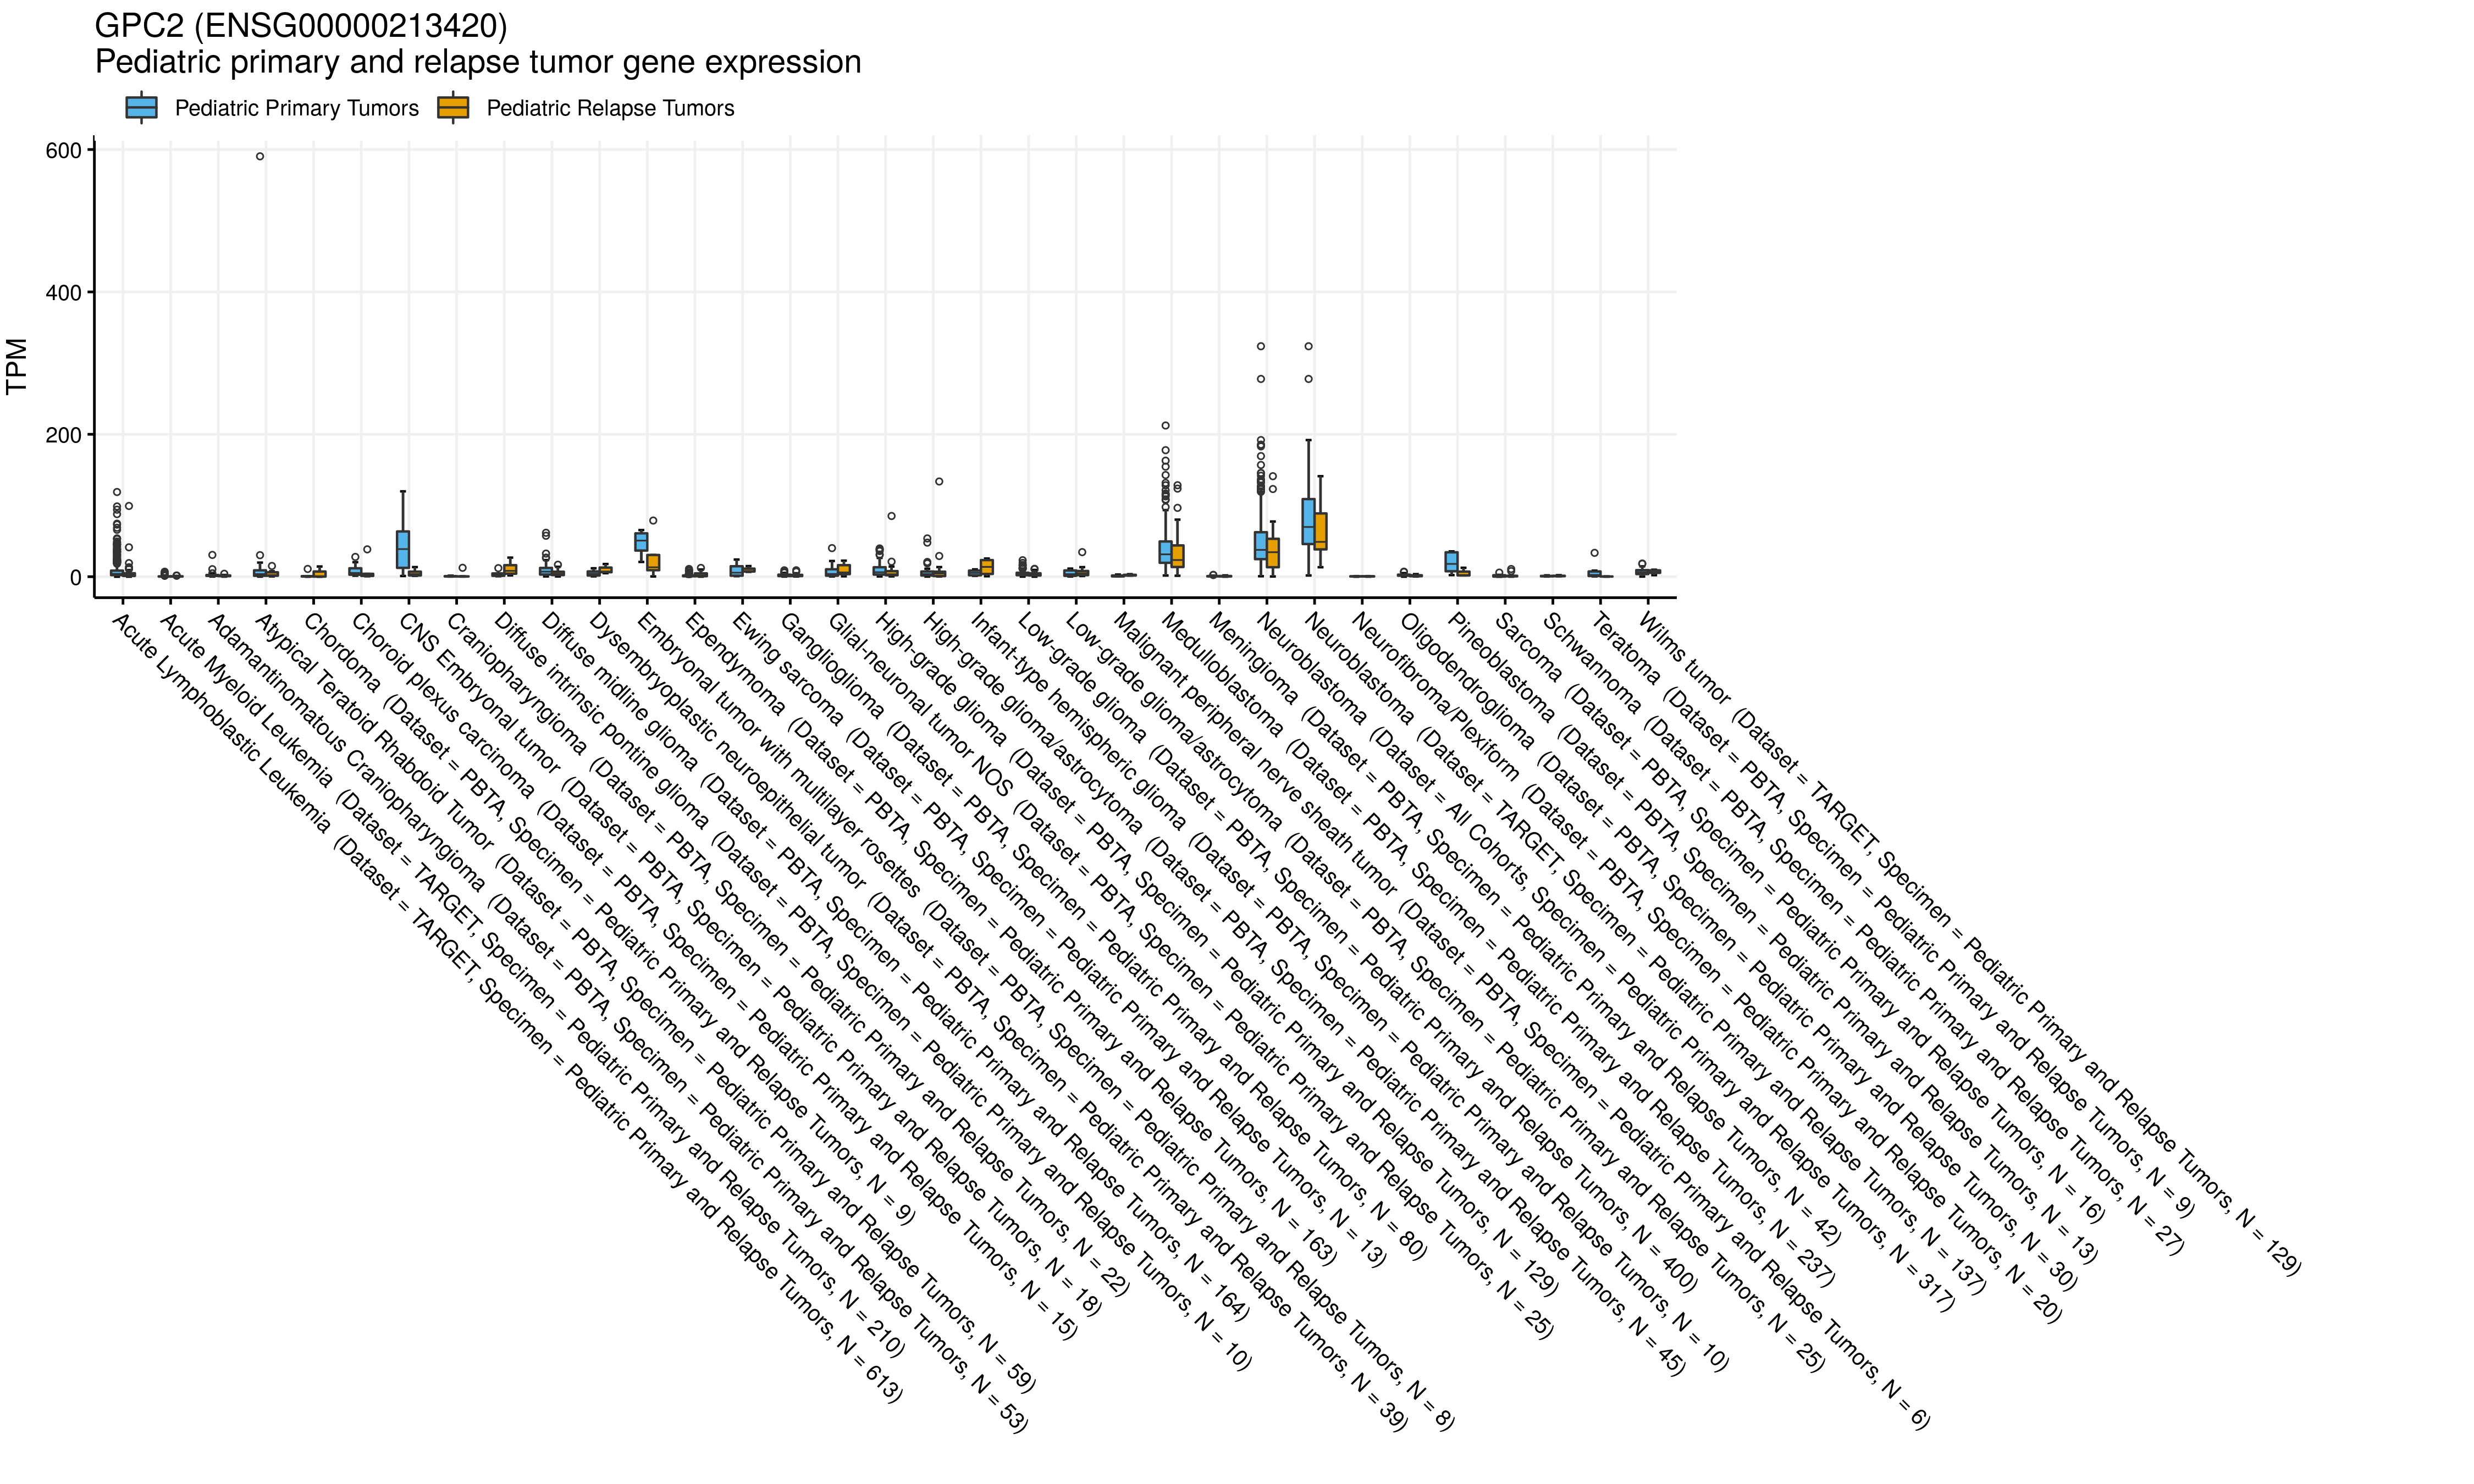 GPC2 (ENSG00000213420)
Pediatric primary and relapse tumor gene expression
Pediatric Primary Tumors
Pediatric Relapse Tumors
TPM
600
400
200
0
Acute Lymphoblastic Leukemia (Dataset = TARGET, Specimen = Pediatric Primary and Relapse Tumors, N = 613)
Acute Myeloid Leukemia (Dataset = TARGET, Specimen = Pediatric Primary and Relapse Tumors, N = 210)
Adamantinomatous Craniopharyngioma (Dataset = PBTA, Specimen = Pediatric Primary and Relapse Tumors, N = 53)
Atypical Teratoid Rhabdoid Tumor (Dataset = PBTA, Specimen = Pediatric Primary and Relapse Tumors, N = 59)
Chordoma (Dataset = PBTA, Specimen = Pediatric Primary and Relapse Tumors, N = 9)
Choroid plexus carcinoma (Dataset = PBTA, Specimen = Pediatric Primary and Relapse Tumors, N = 15)
CNS Embryonal tumor (Dataset = PBTA, Specimen = Pediatric Primary and Relapse Tumors, N = 18)
Craniopharyngioma (Dataset = PBTA, Specimen = Pediatric Primary and Relapse Tumors, N = 22)
Diffuse intrinsic pontine glioma (Dataset = PBTA, Specimen = Pediatric Primary and Relapse Tumors, N = 10)
Diffuse midline glioma (Dataset = PBTA, Specimen = Pediatric Primary and Relapse Tumors, N = 164)
Dysembryoplastic neuroepithelial tumor (Dataset = PBTA, Specimen = Pediatric Primary and Relapse Tumors, N = 39)
Embryonal tumor with multilayer rosettes (Dataset = PBTA, Specimen = Pediatric Primary and Relapse Tumors, N = 8)
Ependymoma (Dataset = PBTA, Specimen = Pediatric Primary and Relapse Tumors, N = 163)
Ewing sarcoma (Dataset = PBTA, Specimen = Pediatric Primary and Relapse Tumors, N = 13)
Ganglioglioma (Dataset = PBTA, Specimen = Pediatric Primary and Relapse Tumors, N = 80)
Glial-neuronal tumor NOS (Dataset = PBTA, Specimen = Pediatric Primary and Relapse Tumors, N = 25)
High-grade glioma (Dataset = PBTA, Specimen = Pediatric Primary and Relapse Tumors, N = 129)
High-grade glioma/astrocytoma (Dataset = PBTA, Specimen = Pediatric Primary and Relapse Tumors, N = 45)
Infant-type hemispheric glioma (Dataset = PBTA, Specimen = Pediatric Primary and Relapse Tumors, N = 10)
Low-grade glioma (Dataset = PBTA, Specimen = Pediatric Primary and Relapse Tumors, N = 400)
Low-grade glioma/astrocytoma (Dataset = PBTA, Specimen = Pediatric Primary and Relapse Tumors, N = 25)
Malignant peripheral nerve sheath tumor (Dataset = PBTA, Specimen = Pediatric Primary and Relapse Tumors, N = 6)
Medulloblastoma (Dataset = PBTA, Specimen = Pediatric Primary and Relapse Tumors, N = 237)
Meningioma (Dataset = PBTA, Specimen = Pediatric Primary and Relapse Tumors, N = 42)
Neuroblastoma (Dataset = All Cohorts, Specimen = Pediatric Primary and Relapse Tumors, N = 317)
Neuroblastoma (Dataset = TARGET, Specimen = Pediatric Primary and Relapse Tumors, N = 137)
Neurofibroma/Plexiform (Dataset = PBTA, Specimen = Pediatric Primary and Relapse Tumors, N = 20)
Oligodendroglioma (Dataset = PBTA, Specimen = Pediatric Primary and Relapse Tumors, N = 30)
Pineoblastoma (Dataset = PBTA, Specimen = Pediatric Primary and Relapse Tumors, N = 13)
Sarcoma (Dataset = PBTA, Specimen = Pediatric Primary and Relapse Tumors, N = 16)
Schwannoma (Dataset = PBTA, Specimen = Pediatric Primary and Relapse Tumors, N = 27)
Teratoma (Dataset = PBTA, Specimen = Pediatric Primary and Relapse Tumors, N = 9)
Wilms tumor (Dataset = TARGET, Specimen = Pediatric Primary and Relapse Tumors, N = 129)